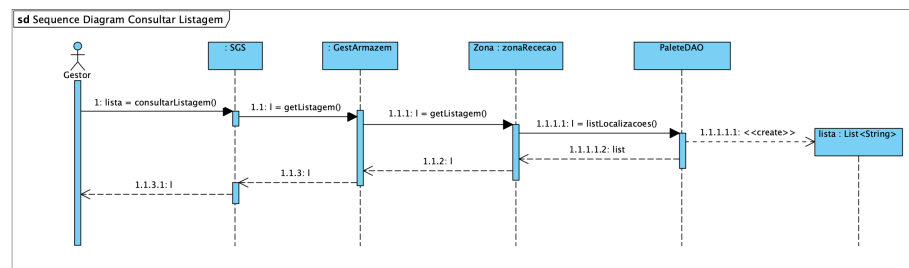 sd Sequence Diagram Consultar Listagem
: SGS
: GestArmazem
Zona : zonaRececao
PaleteDAO
Gestor
1: lista = consultarListagem()
1.1: l = getListagem()
1.1.1: l = getListagem()
1.1.1.1: l = listLocalizacoes()
1.1.1.1.1: <<create>>
lista : List<String>
1.1.1.1.2: list
1.1.2: l
1.1.3: l
1.1.3.1: l